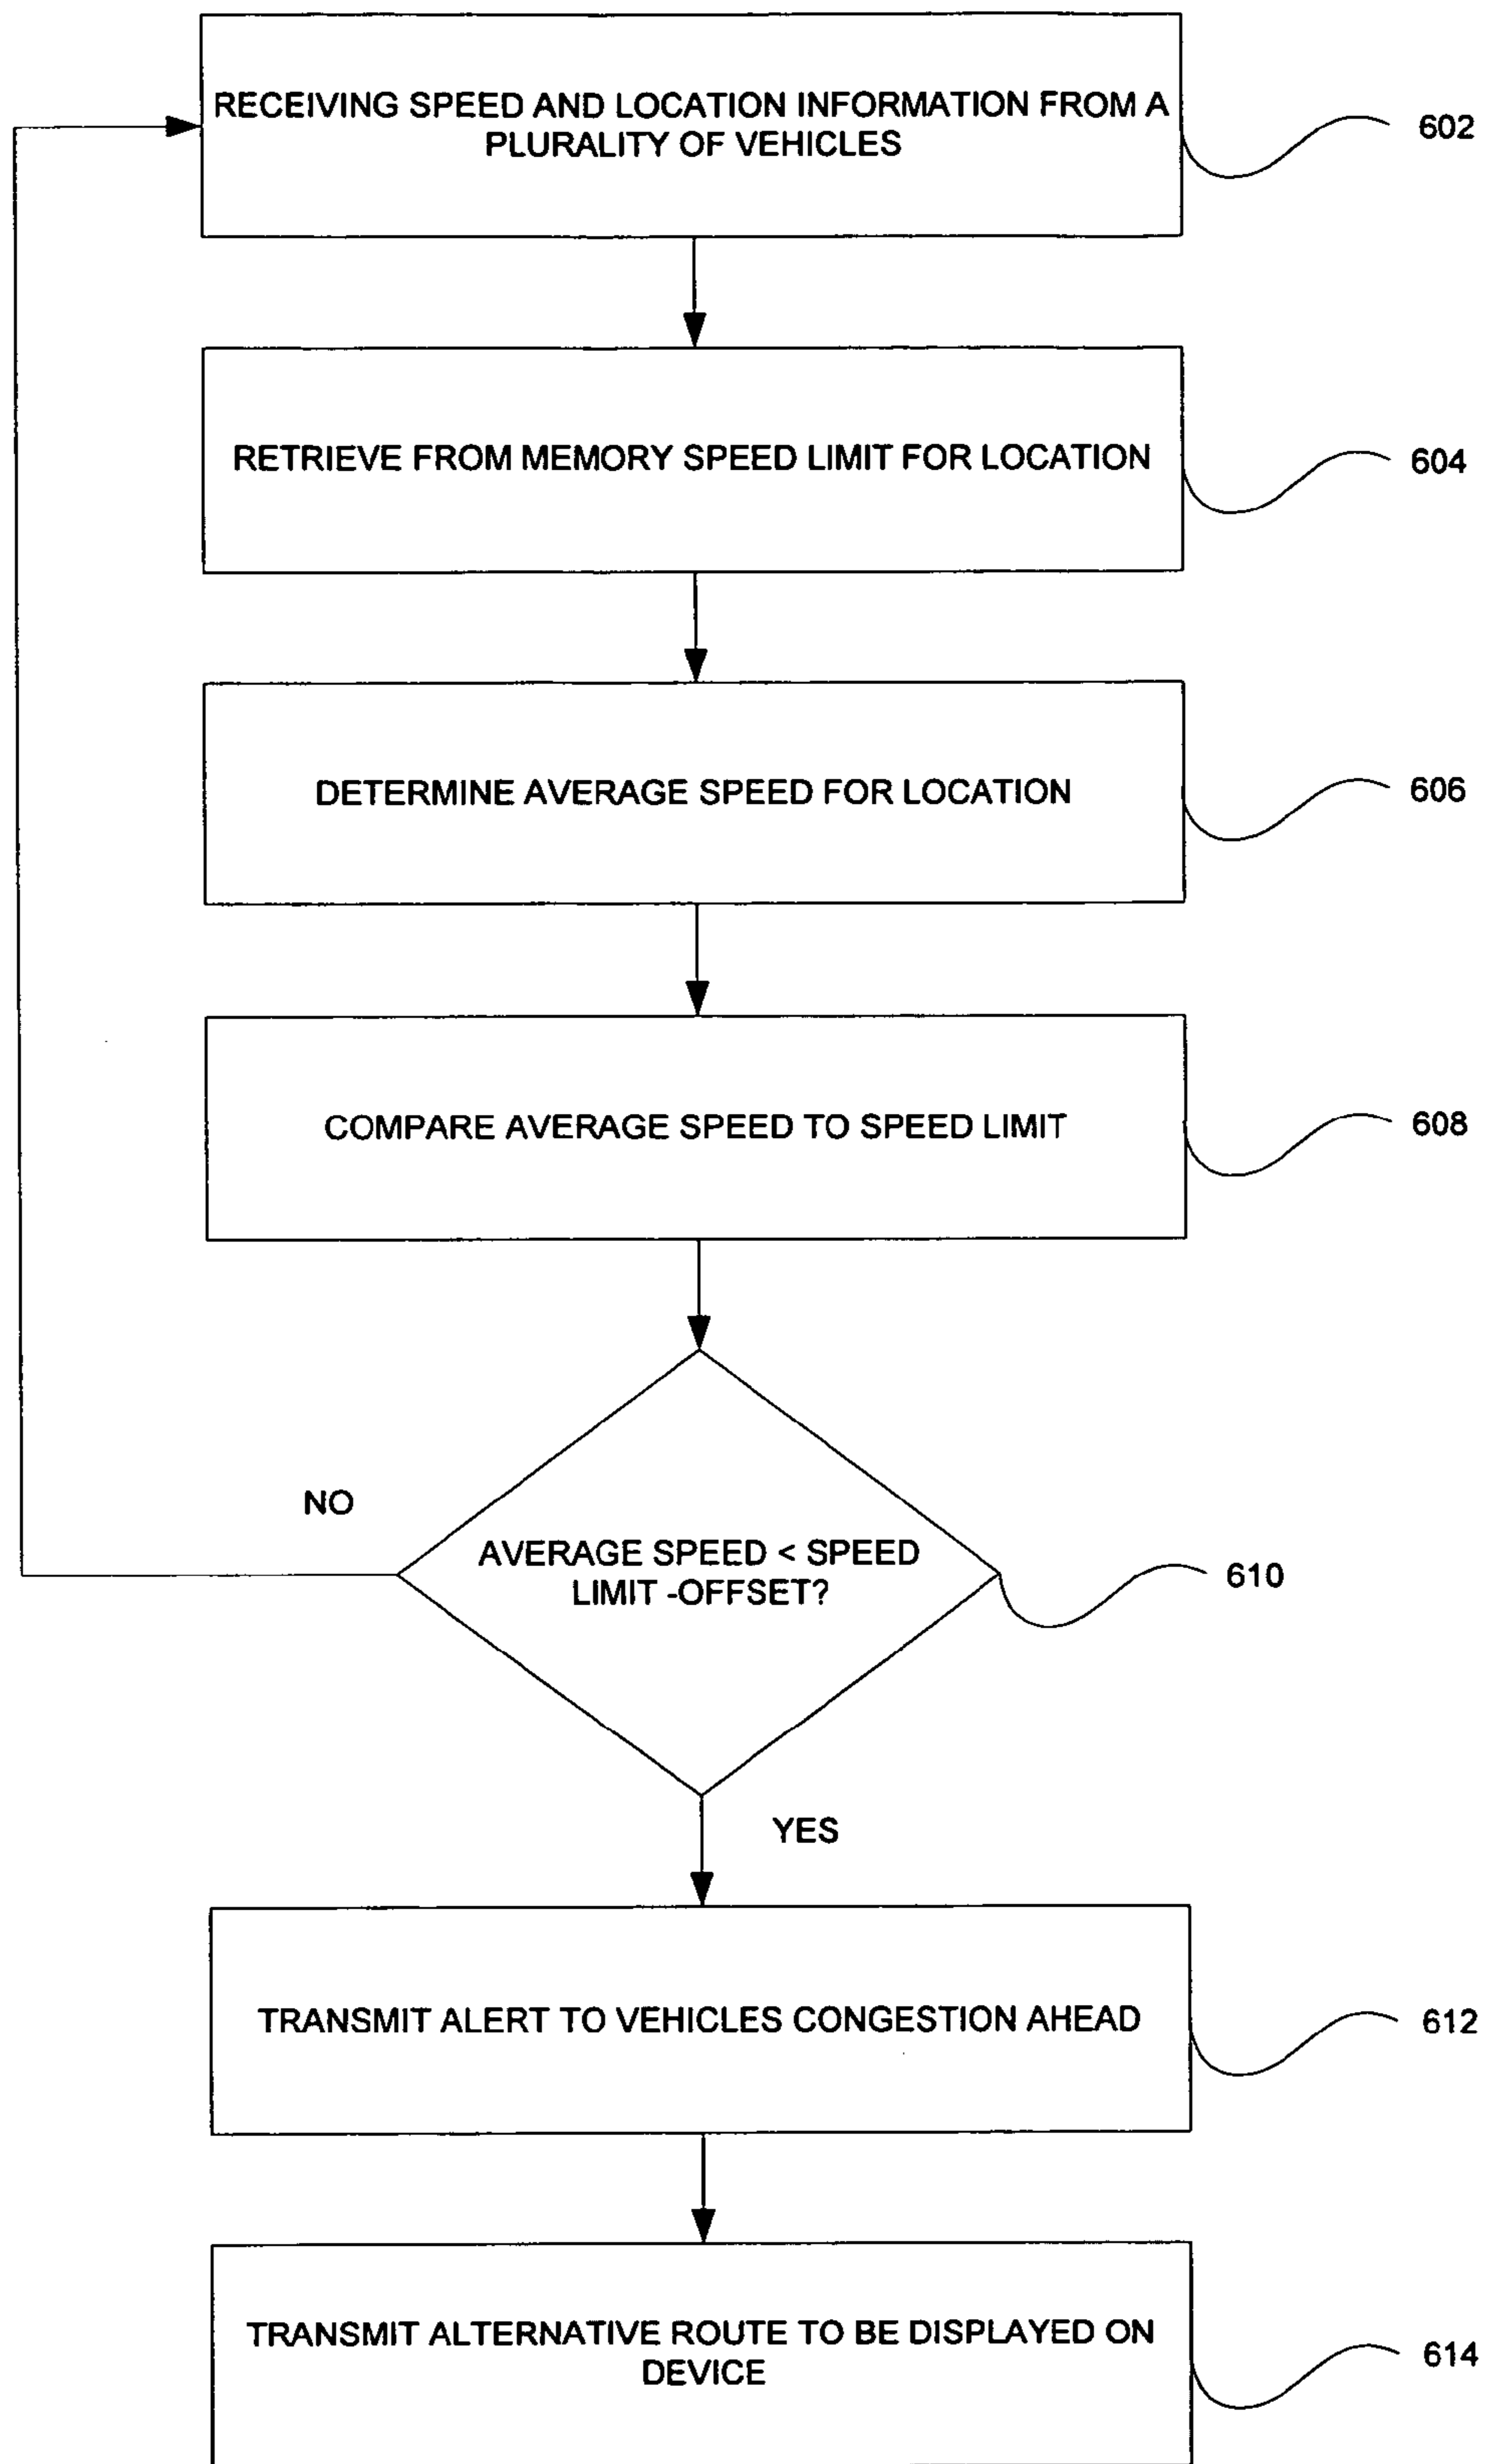 RECEIVING SPEED AND LOCATION INFORMATION FROM A
PLURALITY OF VEHICLES
602
RETRIEVE FROM MEMORY SPEED LIMIT FOR LOCATION
604
DETERMINE AVERAGE SPEED FOR LOCATION
606
COMPARE AVERAGE SPEED TO SPEED LIMIT
608
NO
AVERAGE SPEED < SPEED
LIMIT -OFFSET?
610
YES
TRANSMIT ALERT TO VEHICLES CONGESTION AHEAD
612
TRANSMIT ALTERNATIVE ROUTE TO BE DISPLAYED ON
DEVICE
614